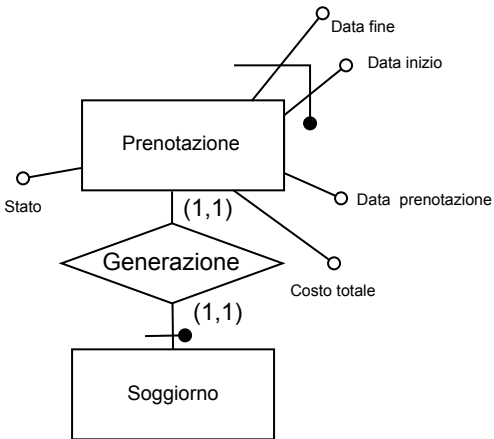 Data fine
Data inizio
Prenotazione
Data prenotazione
Stato
(1,1)
Generazione
Costo totale
(1,1)
Soggiorno